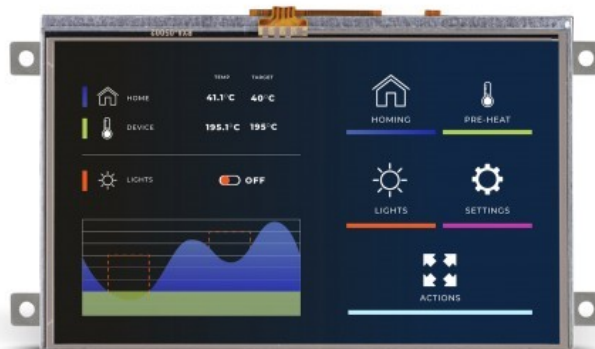 TEMP TARGET
HOME 41.1°C 40°C
DEVICE 195.1°C 195°C
LIGHTS OFF
HOMING PRE-HEAT
LIGHTS SETTINGS
ACTIONS